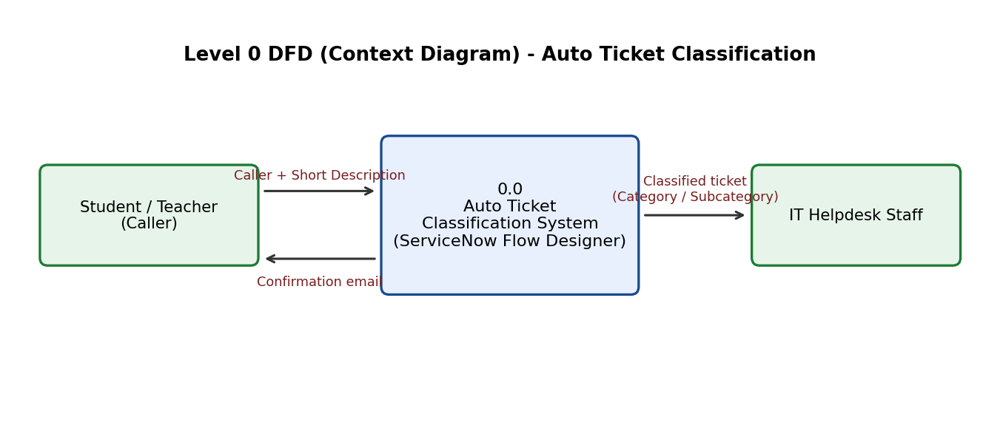 Level 0 DFD (Context Diagram) - Auto Ticket Classification
Student / Teacher
(Caller)
Caller + Short Description
Confirmation email
0.0
Auto Ticket
Classification System
(ServiceNow Flow Designer)
Classified ticket
(Category / Subcategory)
IT Helpdesk Staff